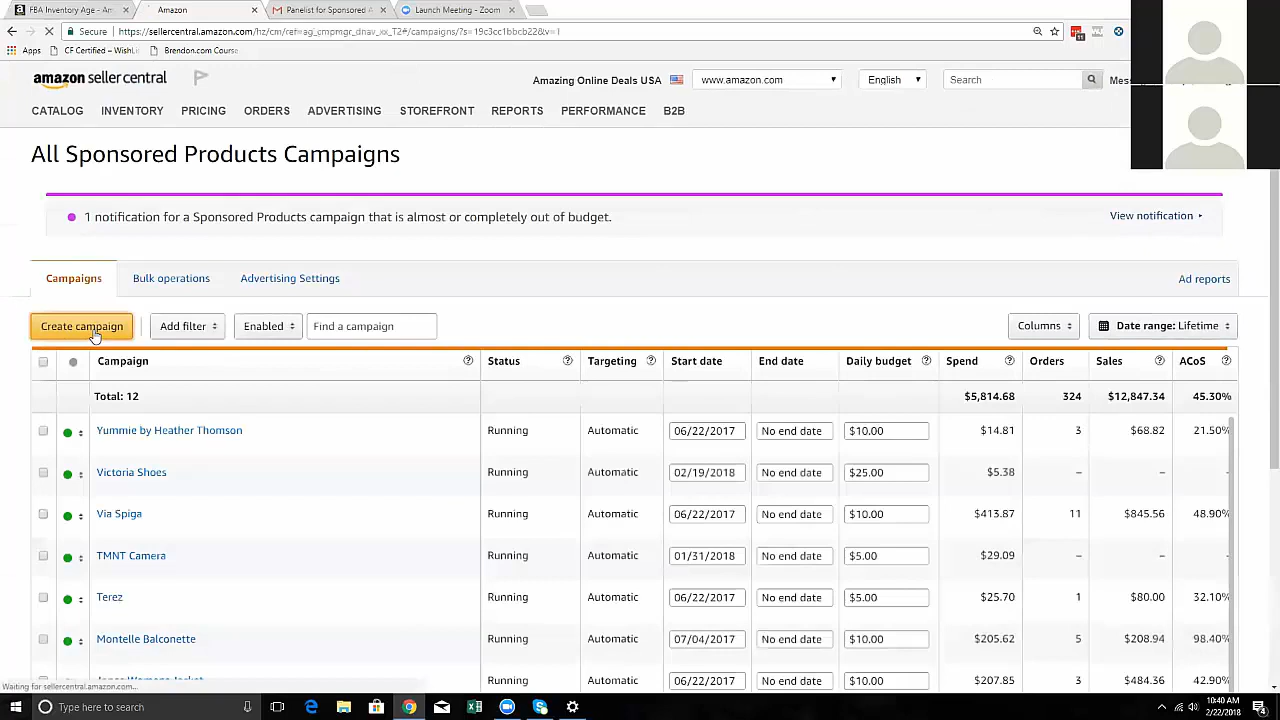 FBA Inventory Age - Am
Amazon
Panelist for Sponsored A
Launch Meeting - Zoom
Secure
https://sellercentral.amazon.com/hz/cm/ref=ag_cmpmgr_dnav_xx_T2#/campaigns/?s=19c3cc1bbcb22&v=1
Apps
CF Certified – WishLi
Brendon.com Cours
amazon seller central
Amazing Online Deals USA
www.amazon.com
English
Search
CATALOG INVENTORY PRICING ORDERS ADVERTISING STOREFRONT REPORTS PERFORMANCE B2B
All Sponsored Products Campaigns
1 notification for a Sponsored Products campaign that is almost or completely out of budget.
View notification
Campaigns
Bulk operations
Advertising Settings
Ad reports
Create campaign
Add filter
Enabled
Find a campaign
Columns
Date range: Lifetime
Campaign Status Targeting Start date End date Daily budget Spend Orders Sales ACoS
Total: 12 $5,814.68 324 $12,847.34 45.30%
Yummie by Heather Thomson Running Automatic 06/22/2017 No end date $10.00 $14.81 3 $68.82 21.50%
Victoria Shoes Running Automatic 02/19/2018 No end date $25.00 $5.38 – – -
Via Spiga Running Automatic 06/22/2017 No end date $10.00 $413.87 11 $845.56 48.90%
TMNT Camera Running Automatic 01/31/2018 No end date $5.00 $29.09 – – -
Terez Running Automatic 06/22/2017 No end date $5.00 $25.70 1 $80.00 32.10%
Montelle Balconette Running Automatic 07/04/2017 No end date $10.00 $205.62 5 $208.94 98.40%
Running Automatic 06/22/2017 No end date $10.00 $207.85 3 $484.36 42.90%
Waiting for sellercentral.amazon.com...
Type here to search
10:40 AM
2/22/2018